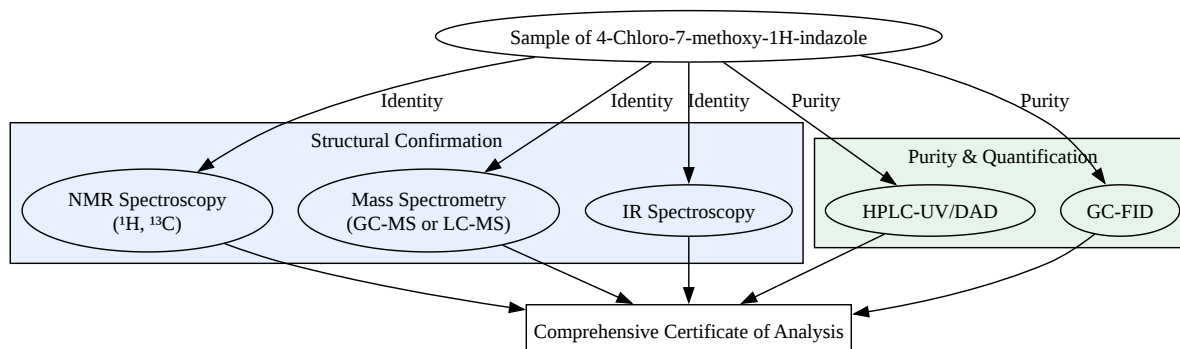 Sample of 4-Chloro-7-methoxy-1H-indazole
Identity
Identity
Identity
Purity
Purity
Structural Confirmation
Purity & Quantification
NMR Spectroscopy
(¹H, ¹³C)
Mass Spectrometry
(GC-MS or LC-MS)
IR Spectroscopy
HPLC-UV/DAD
GC-FID
Comprehensive Certificate of Analysis